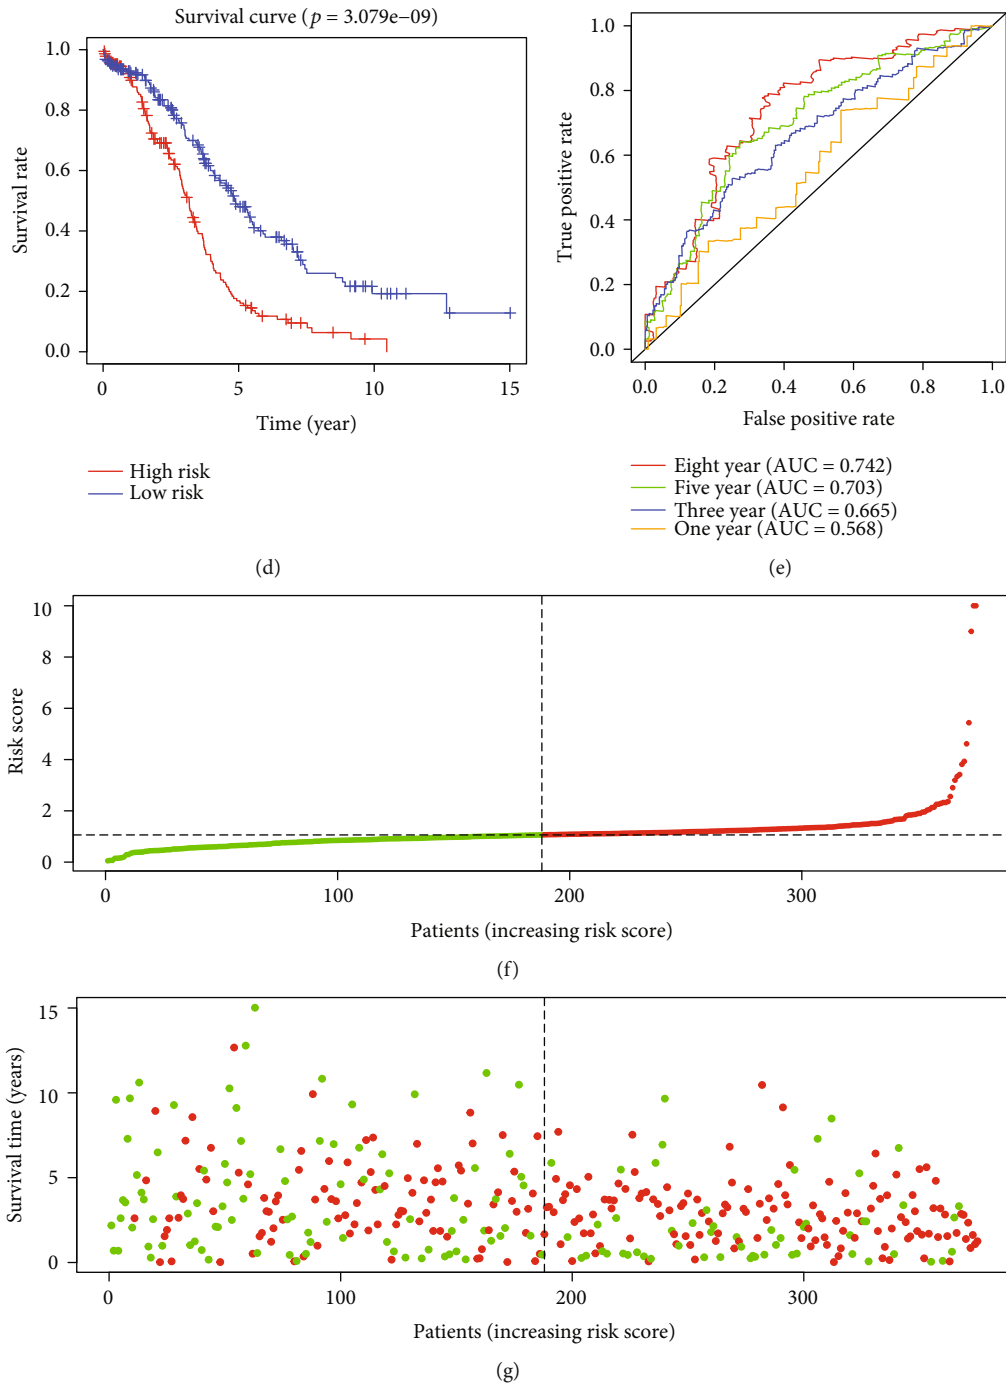 Survival curve (p = 3.079e−09)
1.0
0.8
0.6
0.4
0.2
0.0
Survival rate
0 5 10 15
Time (year)
High risk
Low risk
(d)
1.0
0.8
0.6
0.4
0.2
0.0
True positive rate
0.0 0.2 0.4 0.6 0.8 1.0
False positive rate
Eight year (AUC = 0.742)
Five year (AUC = 0.703)
Three year (AUC = 0.665)
One year (AUC = 0.568)
(e)
10
8
6
4
2
0
Risk score
0 100 200 300
Patients (increasing risk score)
(f)
15
10
5
0
Survival time (years)
0 100 200 300
Patients (increasing risk score)
(g)